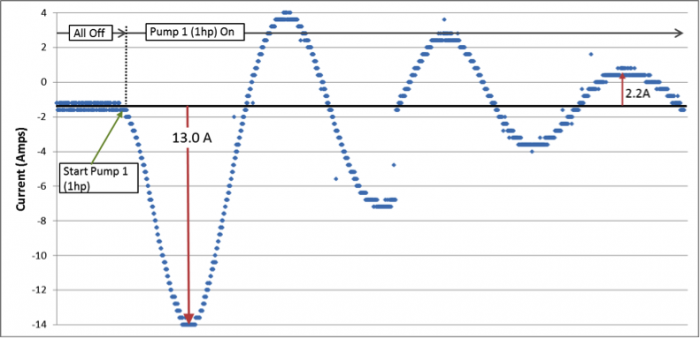 All Off
Pump 1 (1hp) On
4
2
0
-2
-4
-6
-8
-10
-12
-14
Current (Amps)
13.0 A
2.2A
Start Pump 1
(1hp)